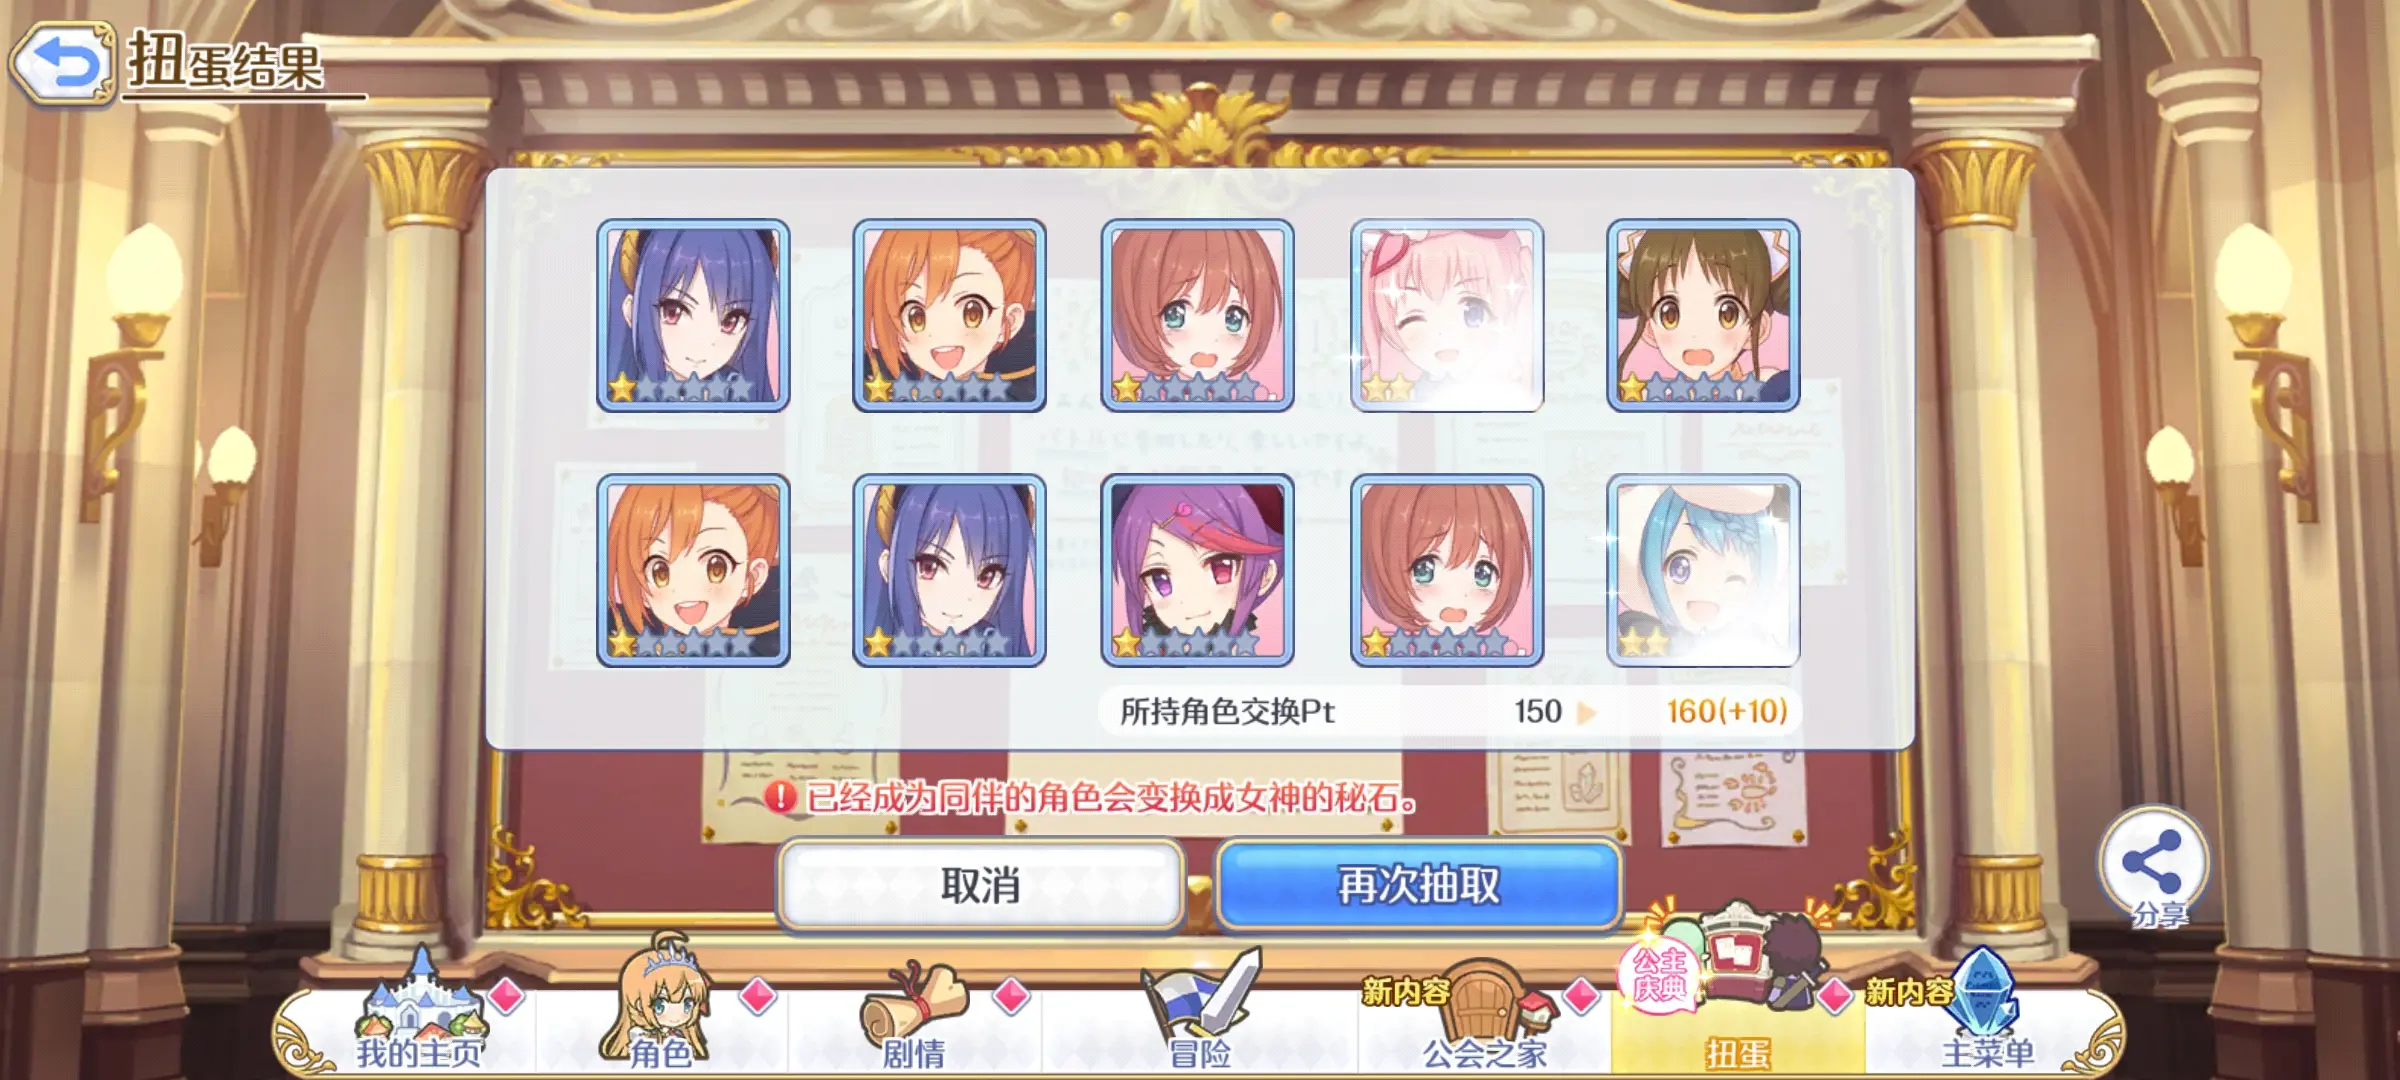 扭蛋结果
所持角色交换Pt 150 160(+10)
已经成为同伴的角色会变换成女神的秘石。
取消
再次抽取
分享
新内容
公主
庆典
新内容
我的主页
角色
剧情
冒险
公会之家
扭蛋
主菜单